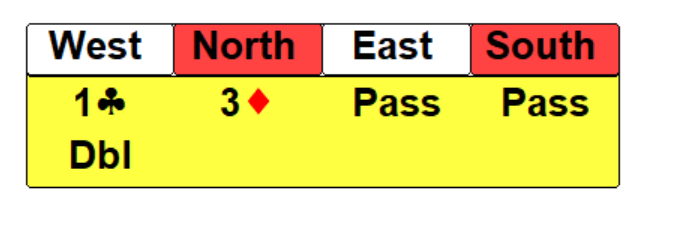 West North East South
1♣ 3♦ Pass Pass
Dbl